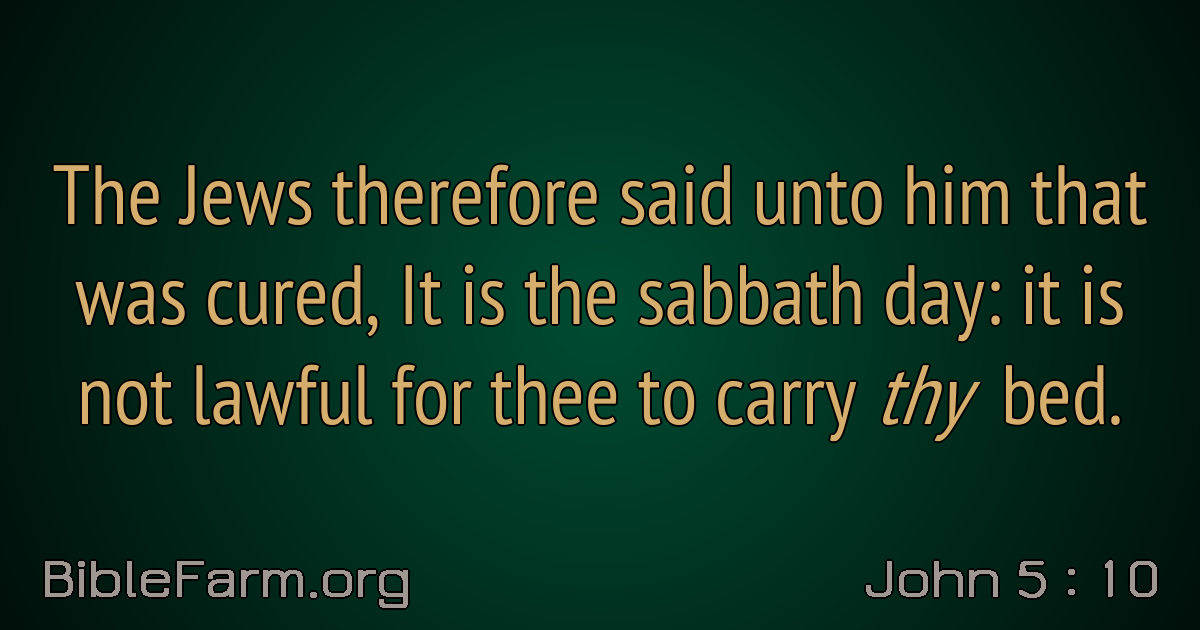 The Jews therefore said unto him that
was cured, It is the sabbath day: it is
not lawful for thee to carry thy bed.
BibleFarm.org
John 5 : 10